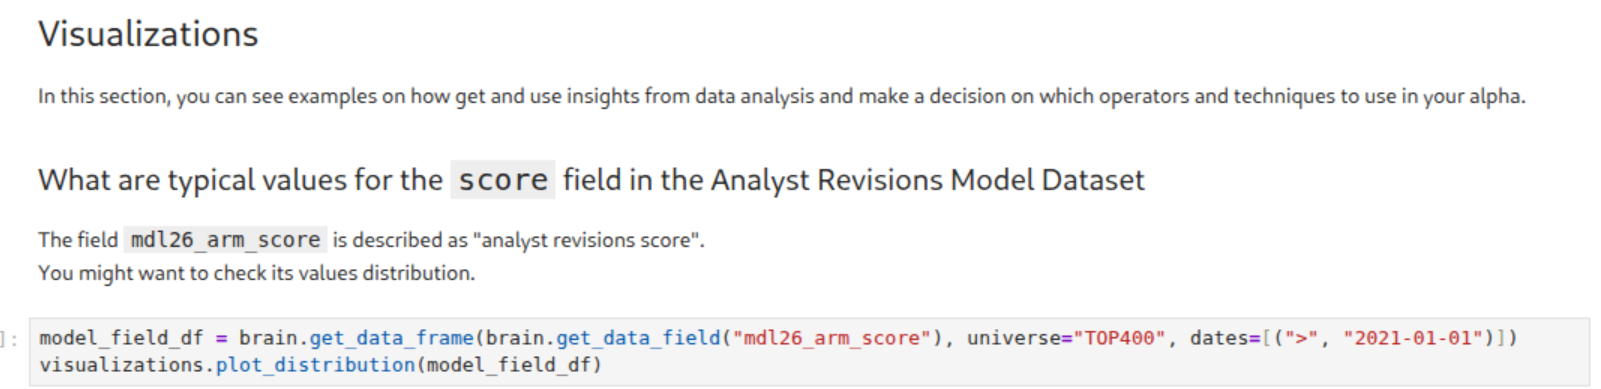 Visualizations
In this section, you can see examples on how get and use insights from data analysis and make a decision on which operators and techniques to use in your alpha.
What are typical values for the score field in the Analyst Revisions Model Dataset
The field mdl26_arm_score is described as "analyst revisions score".
You might want to check its values distribution.
]: model_field_df = brain.get_data_frame(brain.get_data_field("mdl26_arm_score"), universe="TOP400", dates=[(">", "2021-01-01")])
visualizations.plot_distribution(model_field_df)